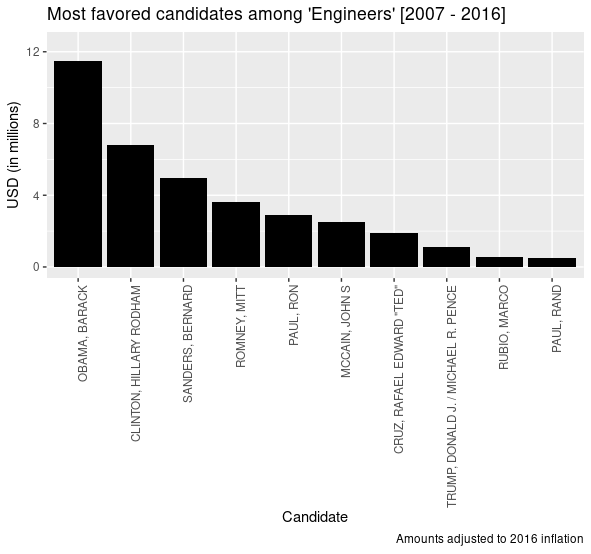 Most favored candidates among 'Engineers' [2007 - 2016]
USD (in millions)
12
8
4
0
OBAMA, BARACK
CLINTON, HILLARY RODHAM
SANDERS, BERNARD
ROMNEY, MITT
PAUL, RON
MCCAIN, JOHN S
CRUZ, RAFAEL EDWARD "TED"
TRUMP, DONALD J. / MICHAEL R. PENCE
RUBIO, MARCO
PAUL, RAND
Candidate
Amounts adjusted to 2016 inflation